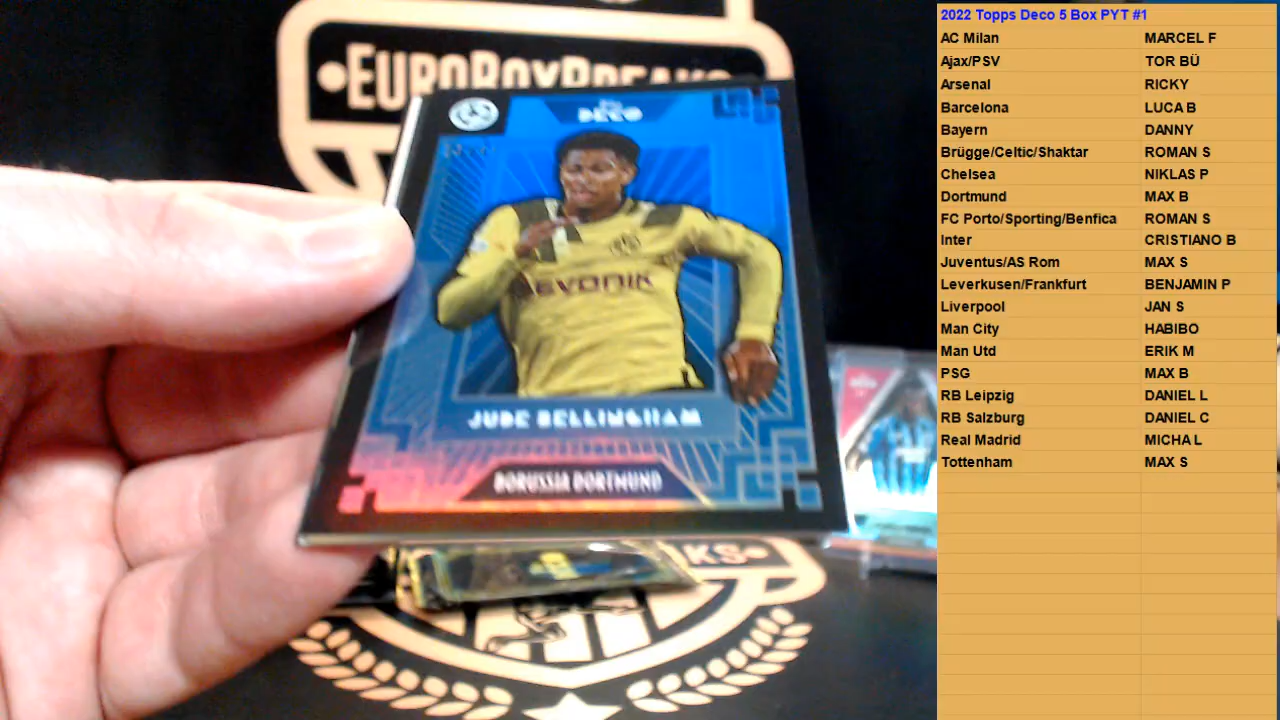 EUROBOXBREAKS
DECO
EVONIK
JUDE BELLINGHAM
BORUSSIA DORTMUND
KS
2022 Topps Deco 5 Box PYT #1
AC Milan MARCEL F
Ajax/PSV TOR BÜ
Arsenal RICKY
Barcelona LUCA B
Bayern DANNY
Brügge/Celtic/Shaktar ROMAN S
Chelsea NIKLAS P
Dortmund MAX B
FC Porto/Sporting/Benfica ROMAN S
Inter CRISTIANO B
Juventus/AS Rom MAX S
Leverkusen/Frankfurt BENJAMIN P
Liverpool JAN S
Man City HABIBO
Man Utd ERIK M
PSG MAX B
RB Leipzig DANIEL L
RB Salzburg DANIEL C
Real Madrid MICHA L
Tottenham MAX S